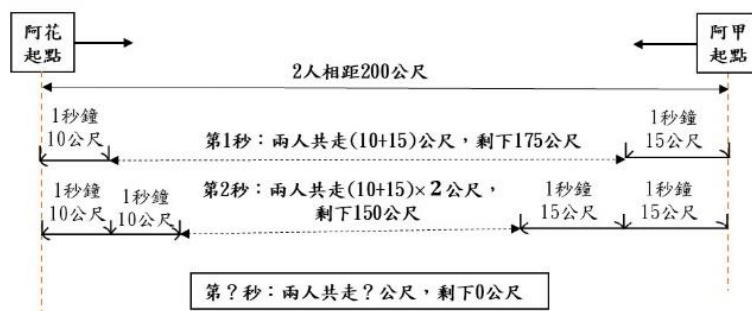 阿花
起點
阿甲
起點
2人相距200公尺
1秒鐘
10公尺
第1秒：兩人共走(10+15)公尺，剩下175公尺
1秒鐘
15公尺
1秒鐘
10公尺
1秒鐘
10公尺
第2秒：兩人共走(10+15)×2公尺，
剩下150公尺
1秒鐘
15公尺
1秒鐘
15公尺
第？秒：兩人共走？公尺，剩下0公尺